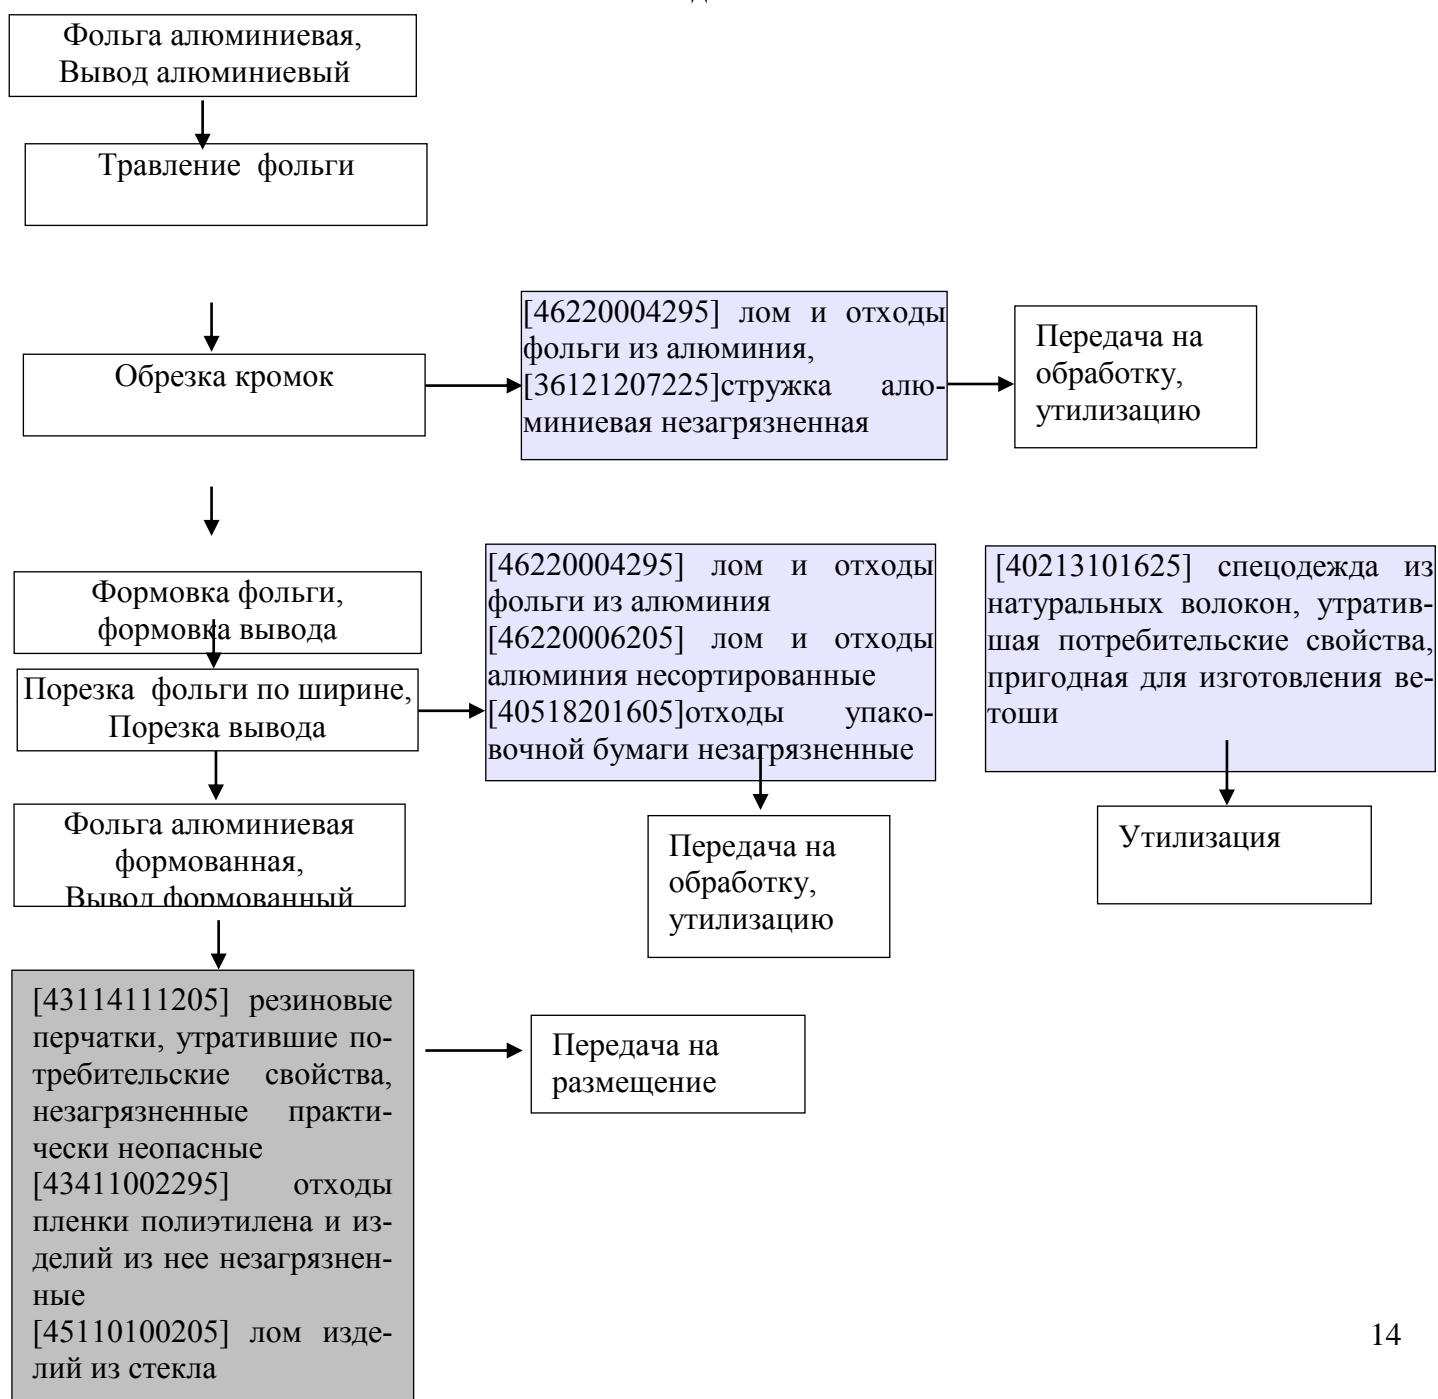 Фольга алюминиевая,
Вывод алюминиевый
Травление фольги
Обрезка кромок
[46220004295] лом и отходы
фольги из алюминия,
[36121207225]стружка алю-
миниевая незагрязненная
Передача на
обработку,
утилизацию
Формовка фольги,
формовка вывода
Порезка фольги по ширине,
Порезка вывода
[46220004295] лом и отходы
фольги из алюминия
[46220006205] лом и отходы
алюминия несортированные
[40518201605]отходы упако-
вочной бумаги незагрязненные
[40213101625] спецодежда из
натуральных волокон, утратив-
шая потребительские свойства,
пригодная для изготовления ве-
тоши
Фольга алюминиевая
формованная,
Вывод формованный
Передача на
обработку,
утилизацию
Утилизация
[43114111205] резиновые
перчатки, утратившие по-
требительские свойства,
незагрязненные практи-
чески неопасные
[43411002295] отходы
пленки полиэтилена и из-
делий из нее незагрязнен-
ные
[45110100205] лом изде-
лий из стекла
Передача на
размещение
14